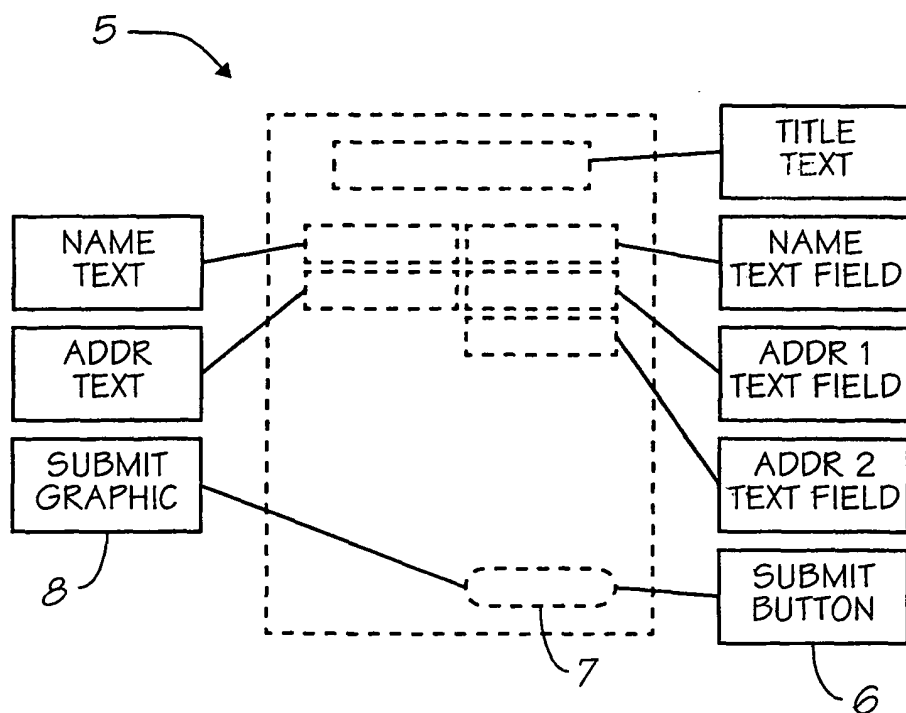 5
TITLE
TEXT
NAME
TEXT
NAME
TEXT FIELD
ADDR
TEXT
ADDR 1
TEXT FIELD
SUBMIT
GRAPHIC
ADDR 2
TEXT FIELD
8
SUBMIT
BUTTON
7
6